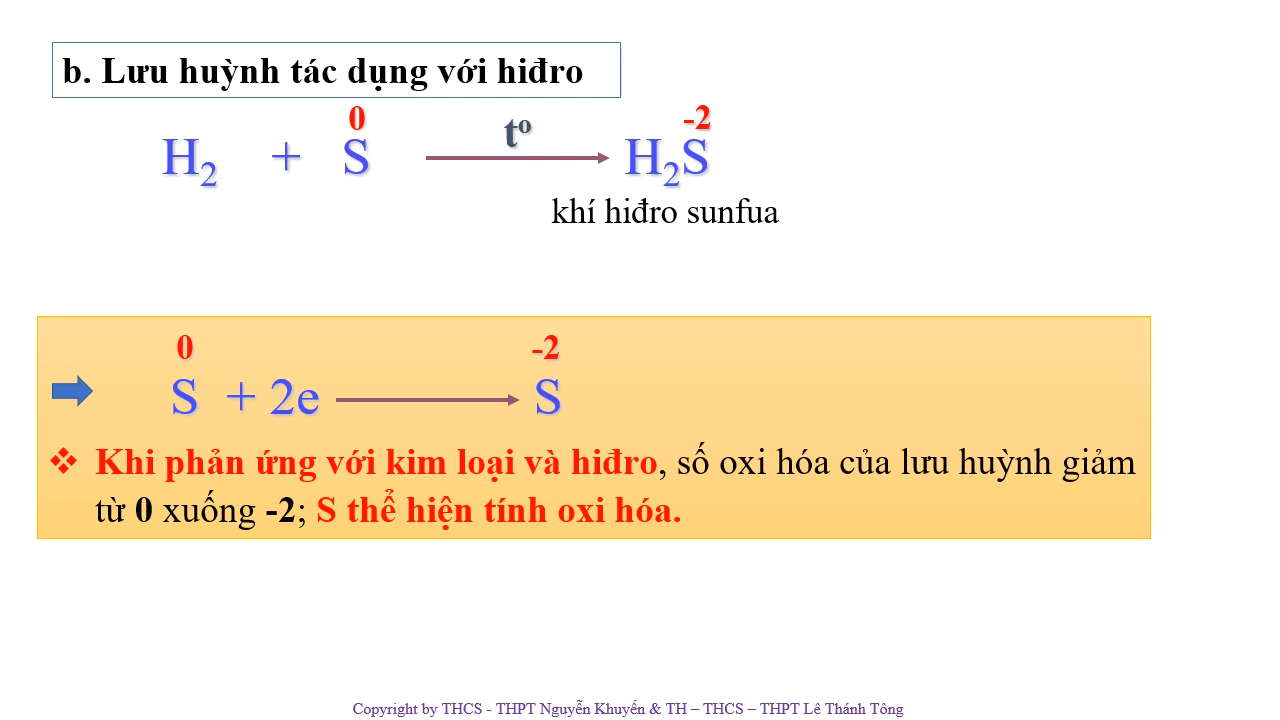 b. Lưu huỳnh tác dụng với hiđro
0 tᵒ -2
H₂ + S ⟶ H₂S
khí hiđro sunfua
0 -2
S + 2e ⟶ S
❖ Khi phản ứng với kim loại và hiđro, số oxi hóa của lưu huỳnh giảm
từ 0 xuống -2; S thể hiện tính oxi hóa.
Copyright by THCS - THPT Nguyễn Khuyến & TH – THCS – THPT Lê Thánh Tông